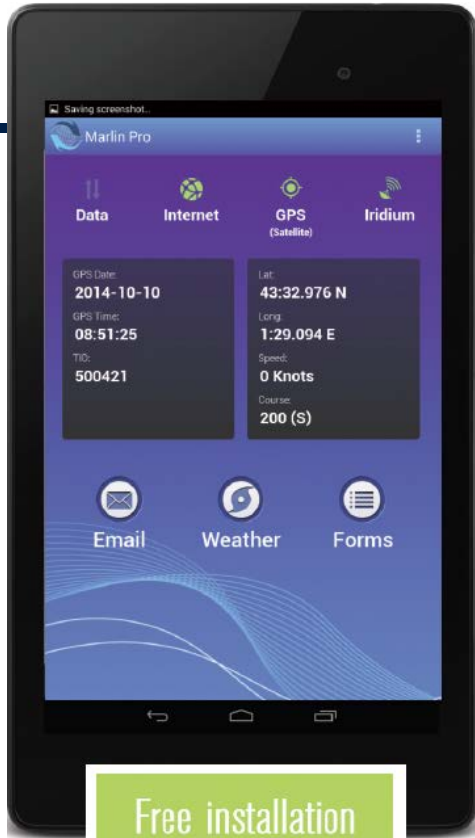 Saving screenshot...
Marlin Pro
Data Internet GPS Iridium
(Satellite)
GPS Date:
2014-10-10
GPS Time:
08:51:25
TID:
500421
Lat:
43:32.976 N
Long:
1:29.094 E
Speed:
0 Knots
Course:
200 (S)
Email Weather Forms
Free installation